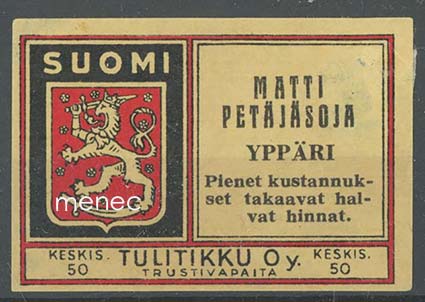 SUOMI
menec
MATTI
PETÄJÄSOJA
YPPÄRI
Pienet kustannuk-
set takaavat hal-
vat hinnat.
KESKIS.
50
TULITIKKU Oy.
TRUSTIVAPAITA
KESKIS.
50